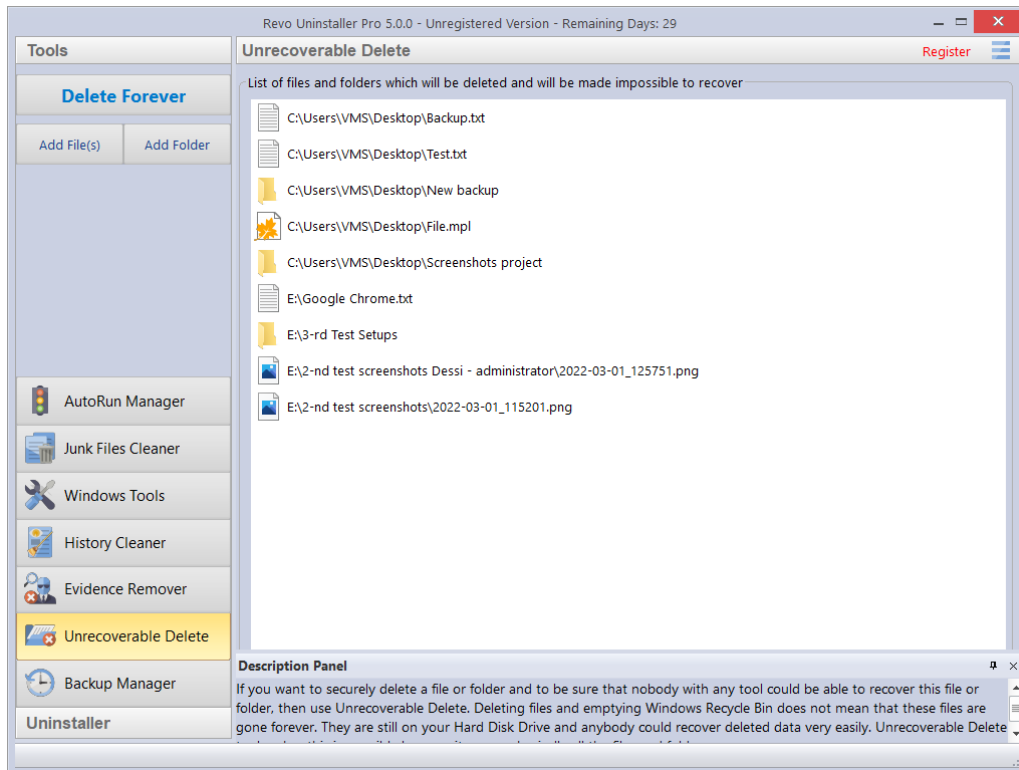 Revo Uninstaller Pro 5.0.0 - Unregistered Version - Remaining Days: 29
Tools
Unrecoverable Delete
Register
Delete Forever
Add File(s)
Add Folder
List of files and folders which will be deleted and will be made impossible to recover
C:\Users\VMS\Desktop\Backup.txt
C:\Users\VMS\Desktop\Test.txt
C:\Users\VMS\Desktop\New backup
C:\Users\VMS\Desktop\File.mpl
C:\Users\VMS\Desktop\Screenshots project
E:\Google Chrome.txt
E:\3-rd Test Setups
E:\2-nd test screenshots Dessi - administrator\2022-03-01_125751.png
E:\2-nd test screenshots\2022-03-01_115201.png
AutoRun Manager
Junk Files Cleaner
Windows Tools
History Cleaner
Evidence Remover
Unrecoverable Delete
Backup Manager
Uninstaller
Description Panel
If you want to securely delete a file or folder and to be sure that nobody with any tool could be able to recover this file or
folder, then use Unrecoverable Delete. Deleting files and emptying Windows Recycle Bin does not mean that these files are
gone forever. They are still on your Hard Disk Drive and anybody could recover deleted data very easily. Unrecoverable Delete